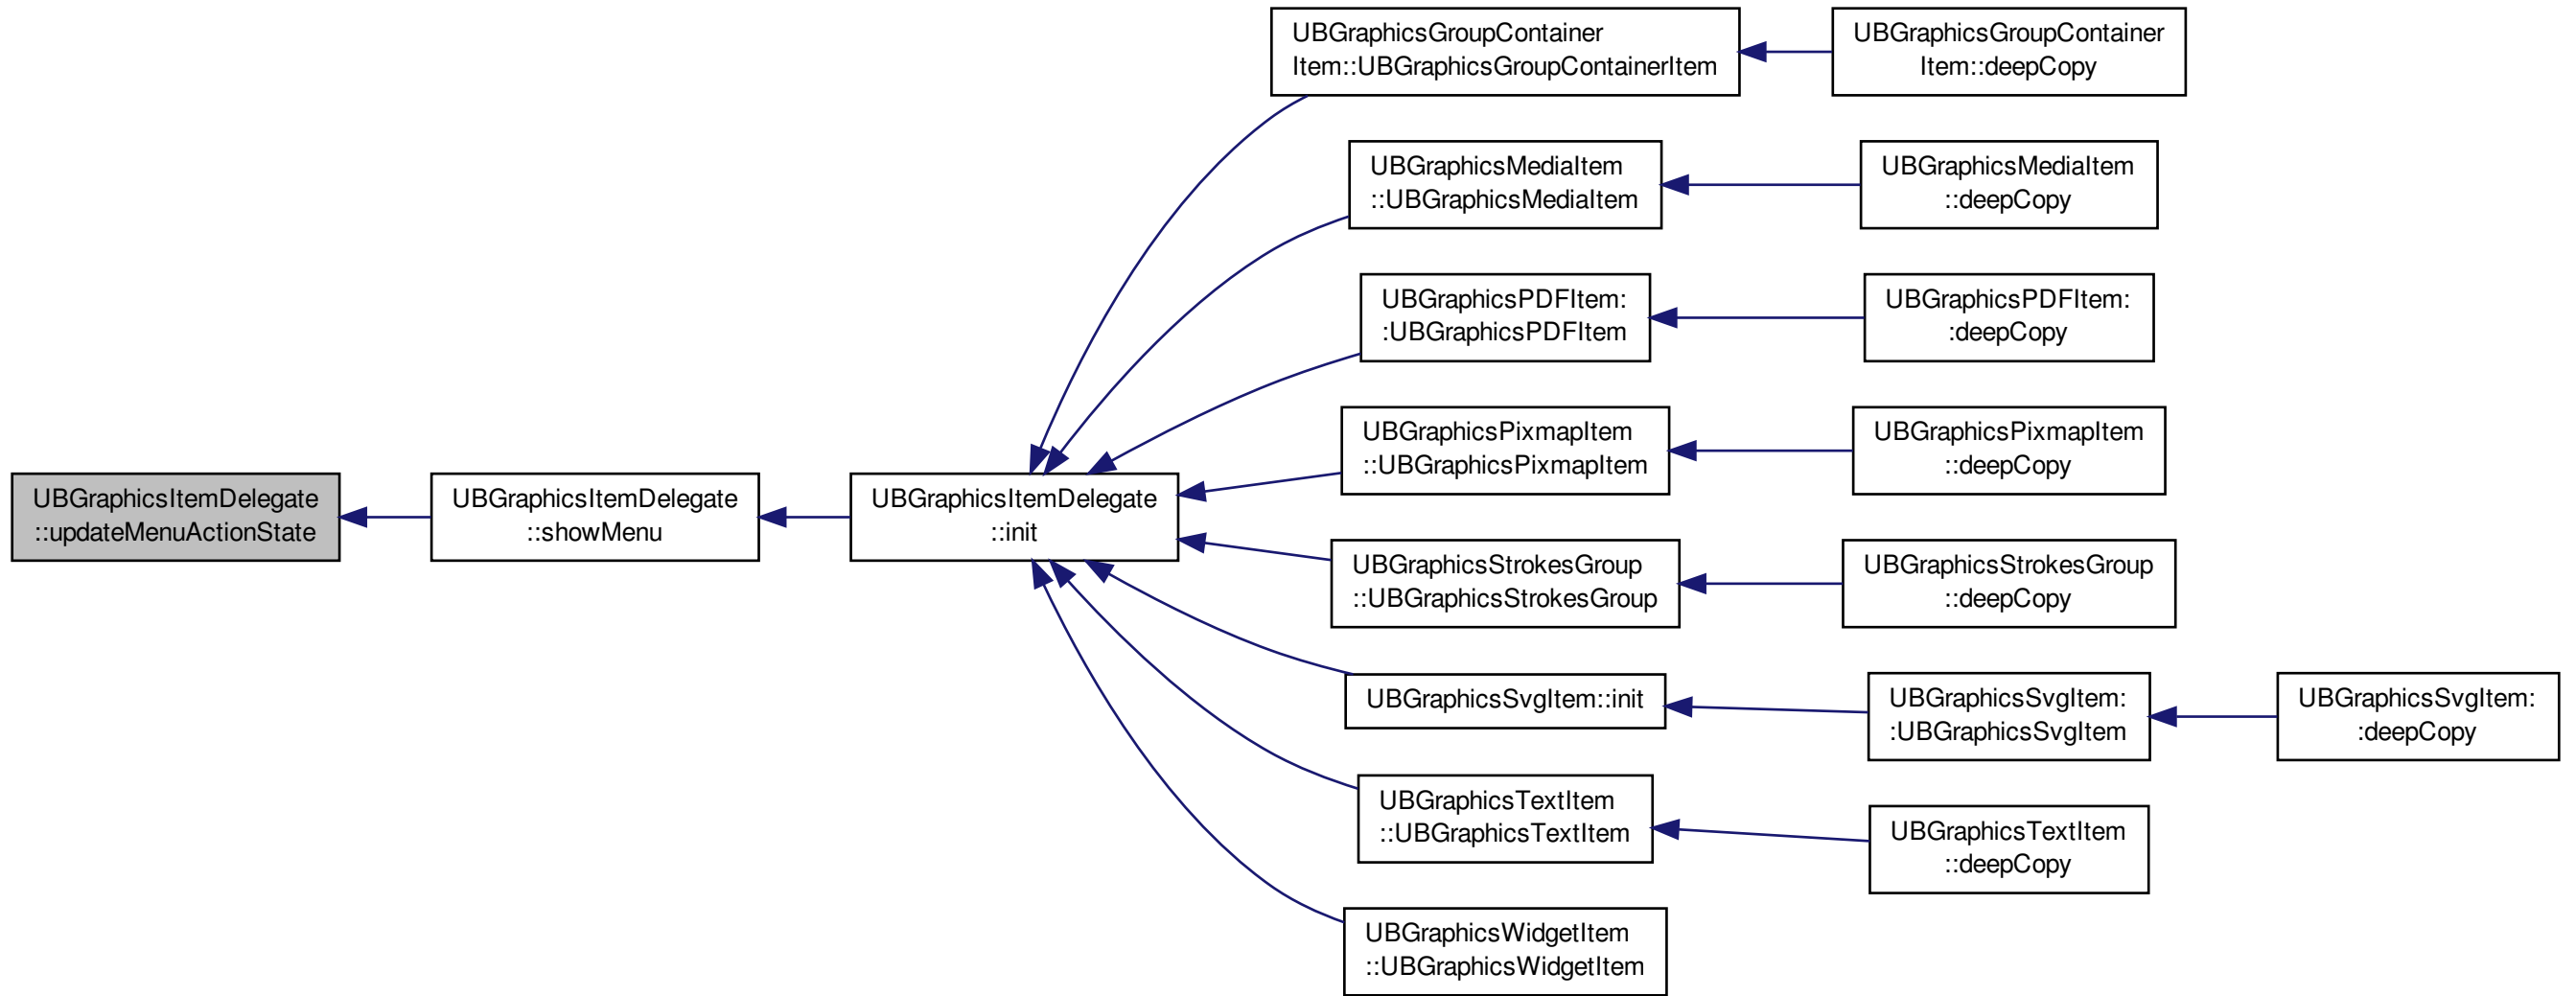 UBGraphicsGroupContainer
Item::UBGraphicsGroupContainerItem
UBGraphicsGroupContainer
Item::deepCopy
UBGraphicsMediaItem
::UBGraphicsMediaItem
UBGraphicsMediaItem
::deepCopy
UBGraphicsPDFItem:
:UBGraphicsPDFItem
UBGraphicsPDFItem:
:deepCopy
UBGraphicsPixmapItem
::UBGraphicsPixmapItem
UBGraphicsPixmapItem
::deepCopy
UBGraphicsItemDelegate
::updateMenuActionState
UBGraphicsItemDelegate
::showMenu
UBGraphicsItemDelegate
::init
UBGraphicsStrokesGroup
::UBGraphicsStrokesGroup
UBGraphicsStrokesGroup
::deepCopy
UBGraphicsSvgItem::init
UBGraphicsSvgItem:
:UBGraphicsSvgItem
UBGraphicsSvgItem:
:deepCopy
UBGraphicsTextItem
::UBGraphicsTextItem
UBGraphicsTextItem
::deepCopy
UBGraphicsWidgetItem
::UBGraphicsWidgetItem